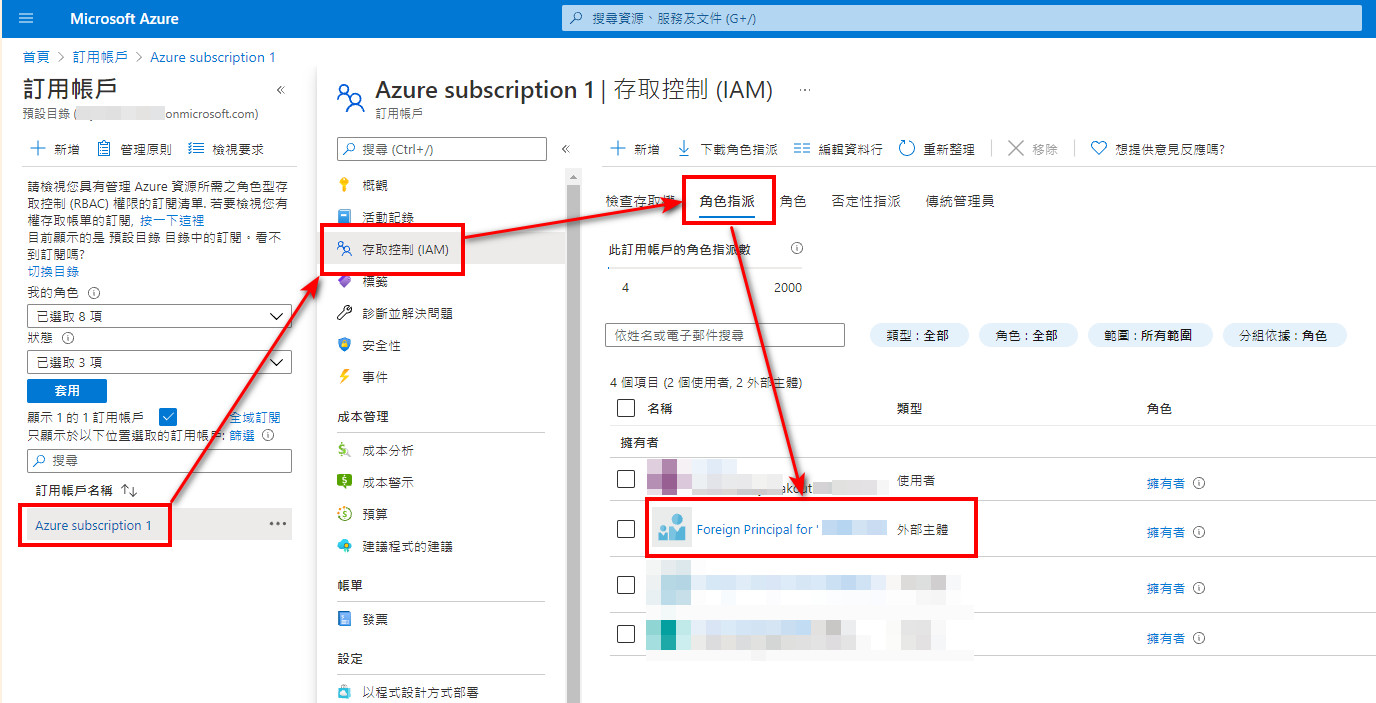 Microsoft Azure
搜尋資源、服務及文件 (G+/)
首頁 > 訂用帳戶 > Azure subscription 1
訂用帳戶
預設目錄 (
onmicrosoft.com)
新增
管理原則
檢視要求
請檢視您具有管理 Azure 資源所需之角色型存
取控制 (RBAC) 權限的訂閱清單. 若要檢視您有
權存取帳單的訂閱, 按一下這裡
目前顯示的是 預設目錄 目錄中的訂閱。看不
到訂閱嗎?
切換目錄
我的角色
已選取 8 項
狀態
已選取 3 項
套用
顯示 1 的 1 訂用帳戶
全域訂閱
只顯示於以下位置選取的訂用帳戶: 篩選
搜尋
訂用帳戶名稱
Azure subscription 1
Azure subscription 1 | 存取控制 (IAM)
訂用帳戶
搜尋 (Ctrl+/)
概觀
活動記錄
存取控制 (IAM)
標籤
診斷並解決問題
安全性
事件
成本管理
成本分析
成本警示
預算
建議程式的建議
帳單
發票
設定
以程式設計方式部署
新增
下載角色指派
編輯資料行
重新整理
移除
想提供意見反應嗎?
檢查存取
角色指派
角色
否定性指派
傳統管理員
此訂用帳戶的角色指派數
4
2000
依姓名或電子郵件搜尋
類型 : 全部
角色 : 全部
範圍 : 所有範圍
分組依據 : 角色
4 個項目 (2 個使用者, 2 外部主體)
名稱
類型
角色
擁有者
使用者
擁有者
Foreign Principal for '
外部主體
擁有者
擁有者
擁有者